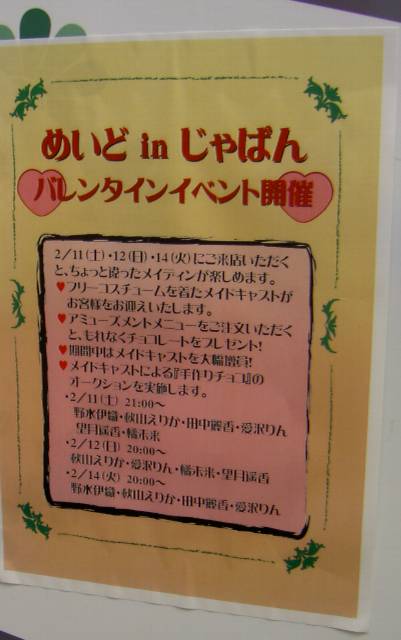 めいど in じゃぱん
バレンタインイベント開催
2/11(土)・12(日)・14(火)にご来店いただく
と、ちょっと違ったメイディンが楽しめます。
♥フリーコスチュームを着たメイドキャストが
お客様をお迎えいたします。
♥アミューズメントメニューをご注文いただく
と、もれなくチョコレートをプレゼント!
♥期間中はメイドキャストを大幅増員!
♥メイドキャストによる『手作りチョコ』の
オークションを実施します。
・2/11(土) 21:00~
野水伊織・秋山えりか・田中麗香・愛沢りん
望月遥香・橘未来
・2/12(日) 20:00~
秋山えりか・愛沢りん・橘未来・望月遥香
・2/14(火) 20:00~
野水伊織・秋山えりか・田中麗香・愛沢りん